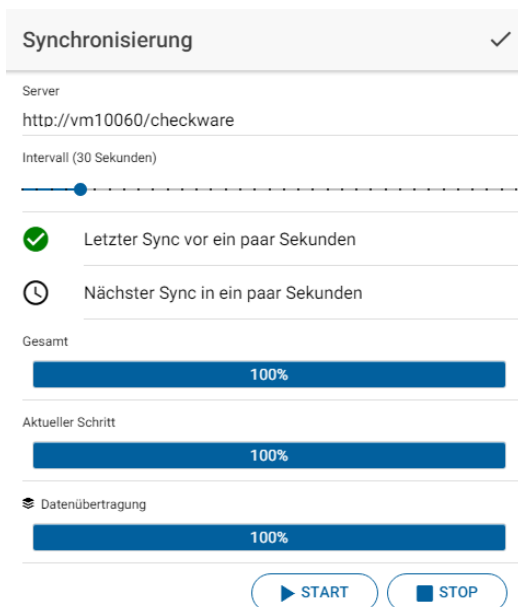 Synchronisierung
Server
http://vm10060/checkware
Intervall (30 Sekunden)
Letzter Sync vor ein paar Sekunden
Nächster Sync in ein paar Sekunden
Gesamt
100%
Aktueller Schritt
100%
Datenübertragung
100%
START STOP